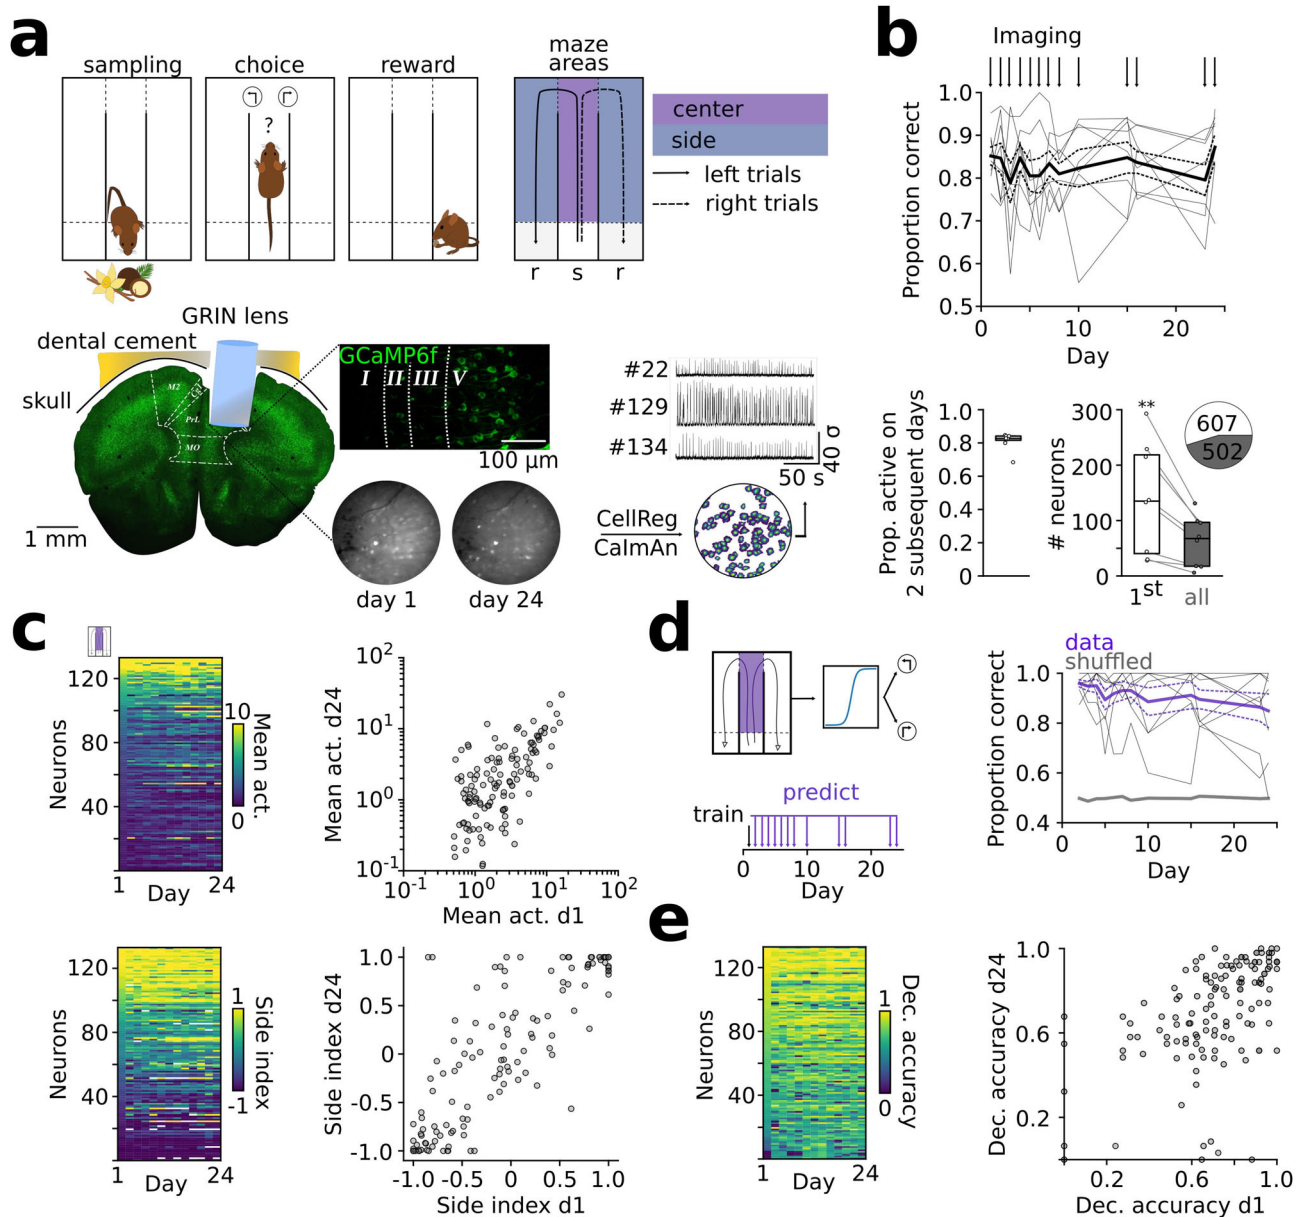 a
sampling
choice
reward
maze
areas
?
center
side
left trials
right trials
r s r
GRIN lens
dental cement
skull
M2
Cg
PrL
MO
1 mm
GCaMP6f
I II III V
100 µm
day 1
day 24
CellReg
CaImAn
#22
#129
#134
40 σ
50 s
b
Imaging
Proportion correct
1.0
0.9
0.8
0.7
0.6
0.5
0 10 20
Day
Prop. active on
2 subsequent days
1.0
0.8
0.6
0.4
0.2
0
# neurons
300
200
100
0
**
1st
all
607
502
c
Neurons
120
80
40
1 Day 24
10
0
Mean act.
Mean act. d24
10²
10¹
10⁰
10⁻¹
10⁻¹ 10⁰ 10¹ 10²
Mean act. d1
Neurons
120
80
40
1 Day 24
1
-1
Side index
Side index d24
1.0
0.5
0
-0.5
-1.0
-1.0 -0.5 0 0.5 1.0
Side index d1
d
train
predict
0 10 20
Day
data
shuffled
Proportion correct
1.0
0.8
0.6
0.4
0 10 20
Day
e
Neurons
120
80
40
1 Day 24
1
0
Dec. accuracy
Dec. accuracy d24
1.0
0.6
0.2
0.2 0.6 1.0
Dec. accuracy d1